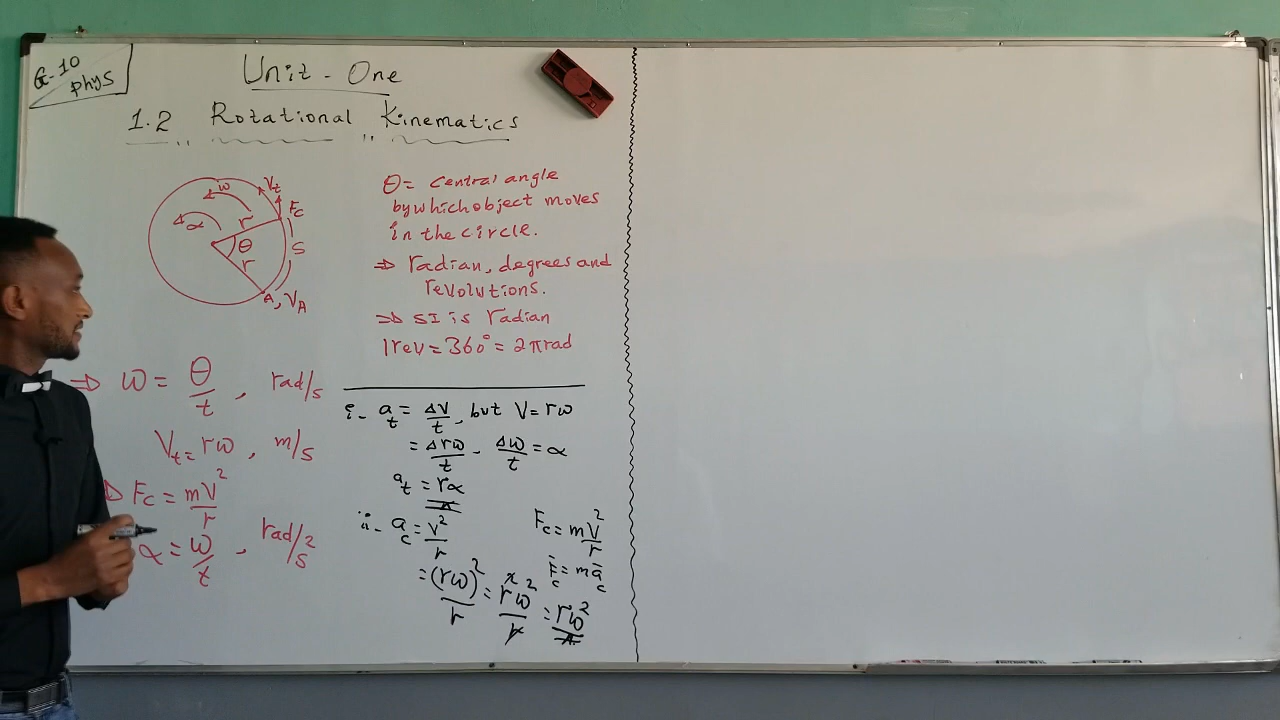 G-10
phys
Unit - One
1.2 Rotational Kinematics
ω
Vt
α
r
Fc
θ
S
r
A, VA
θ = central angle
by which object moves
in the circle.
⇒ radian, degrees and
revolutions.
⇒ SI is radian
1rev = 360° = 2πrad
⇒ ω = θ/t , rad/s
Vt = rω , m/s
Fc = mV²/r
α = ω/t , rad/s²
i- at = ΔV/t , but V = rω
= Δrω/t - Δω/t = α
at = rα
ii- ac = v²/r
Fc = mV²/r
Fc = mac
= (rω)²/r = r²ω²/r = rω²